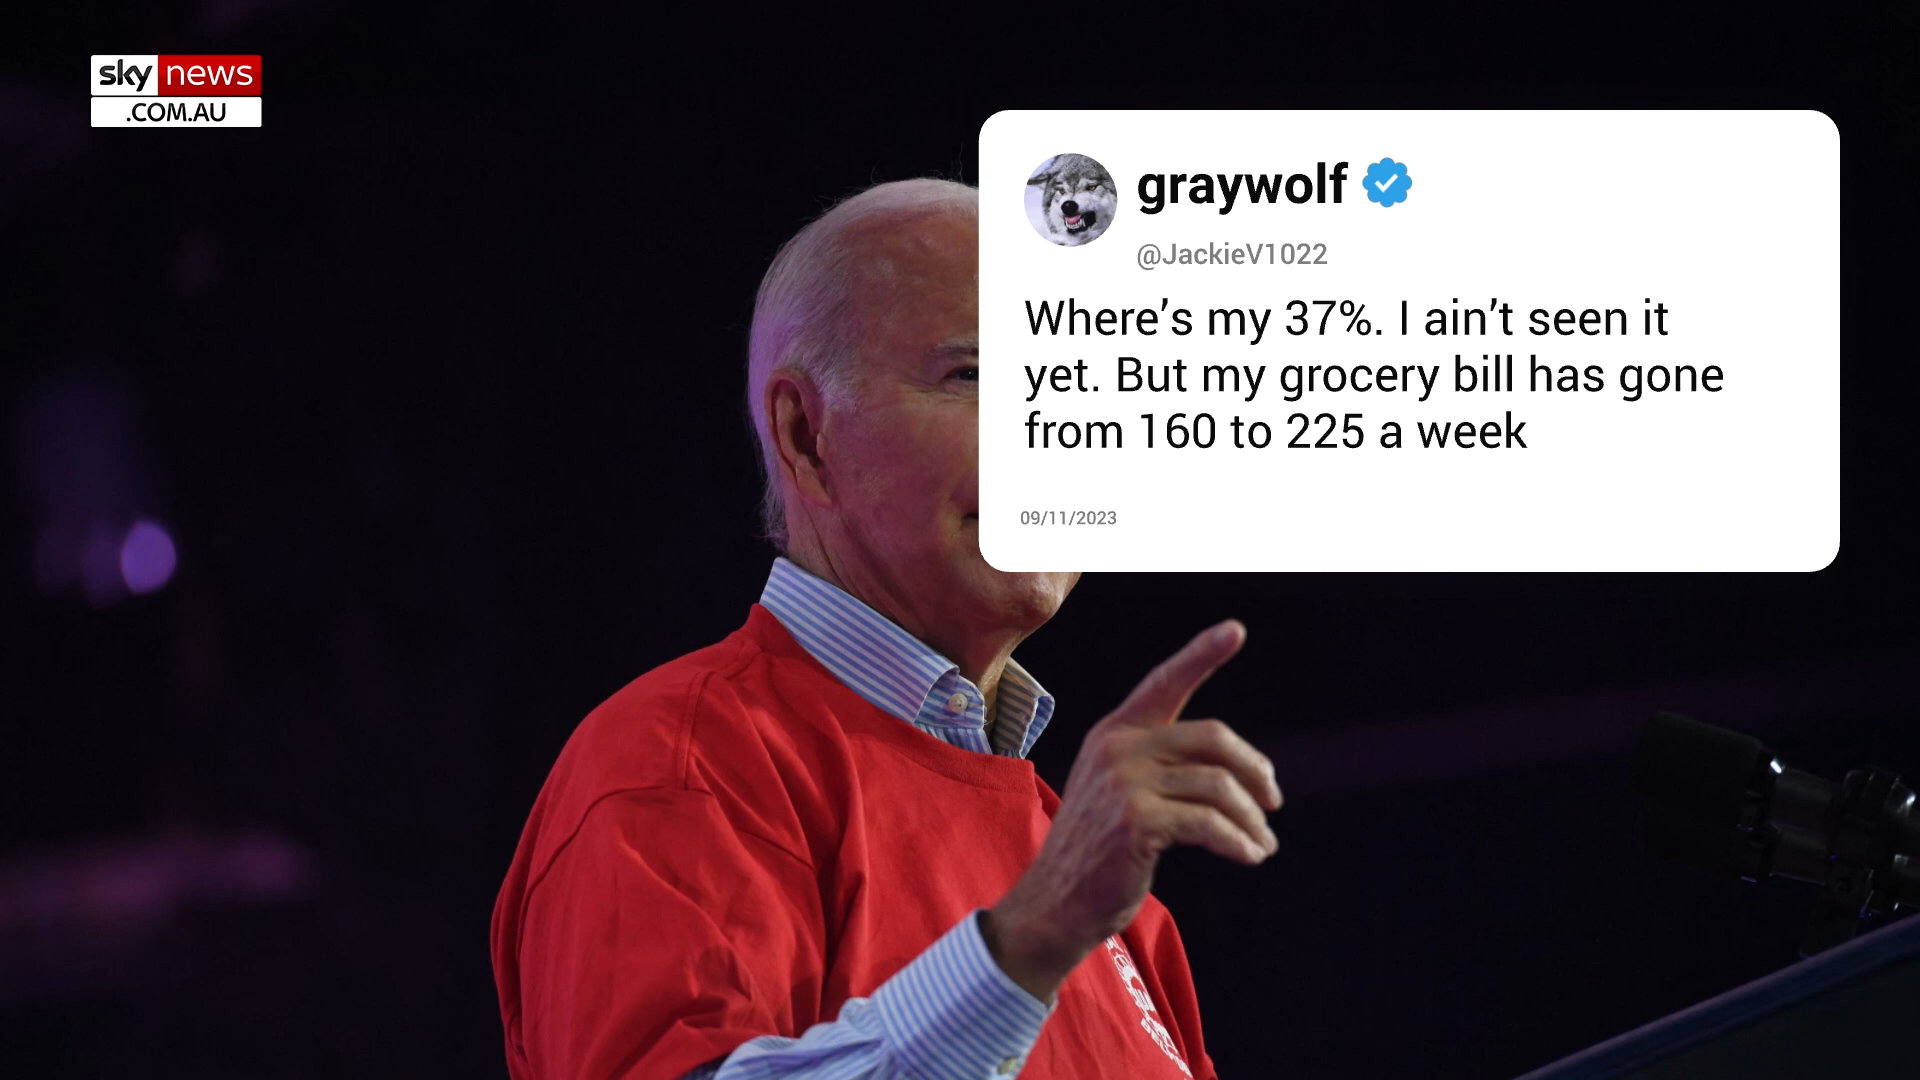 sky news
.COM.AU
graywolf
@JackieV1022
Where's my 37%. I ain't seen it
yet. But my grocery bill has gone
from 160 to 225 a week
09/11/2023